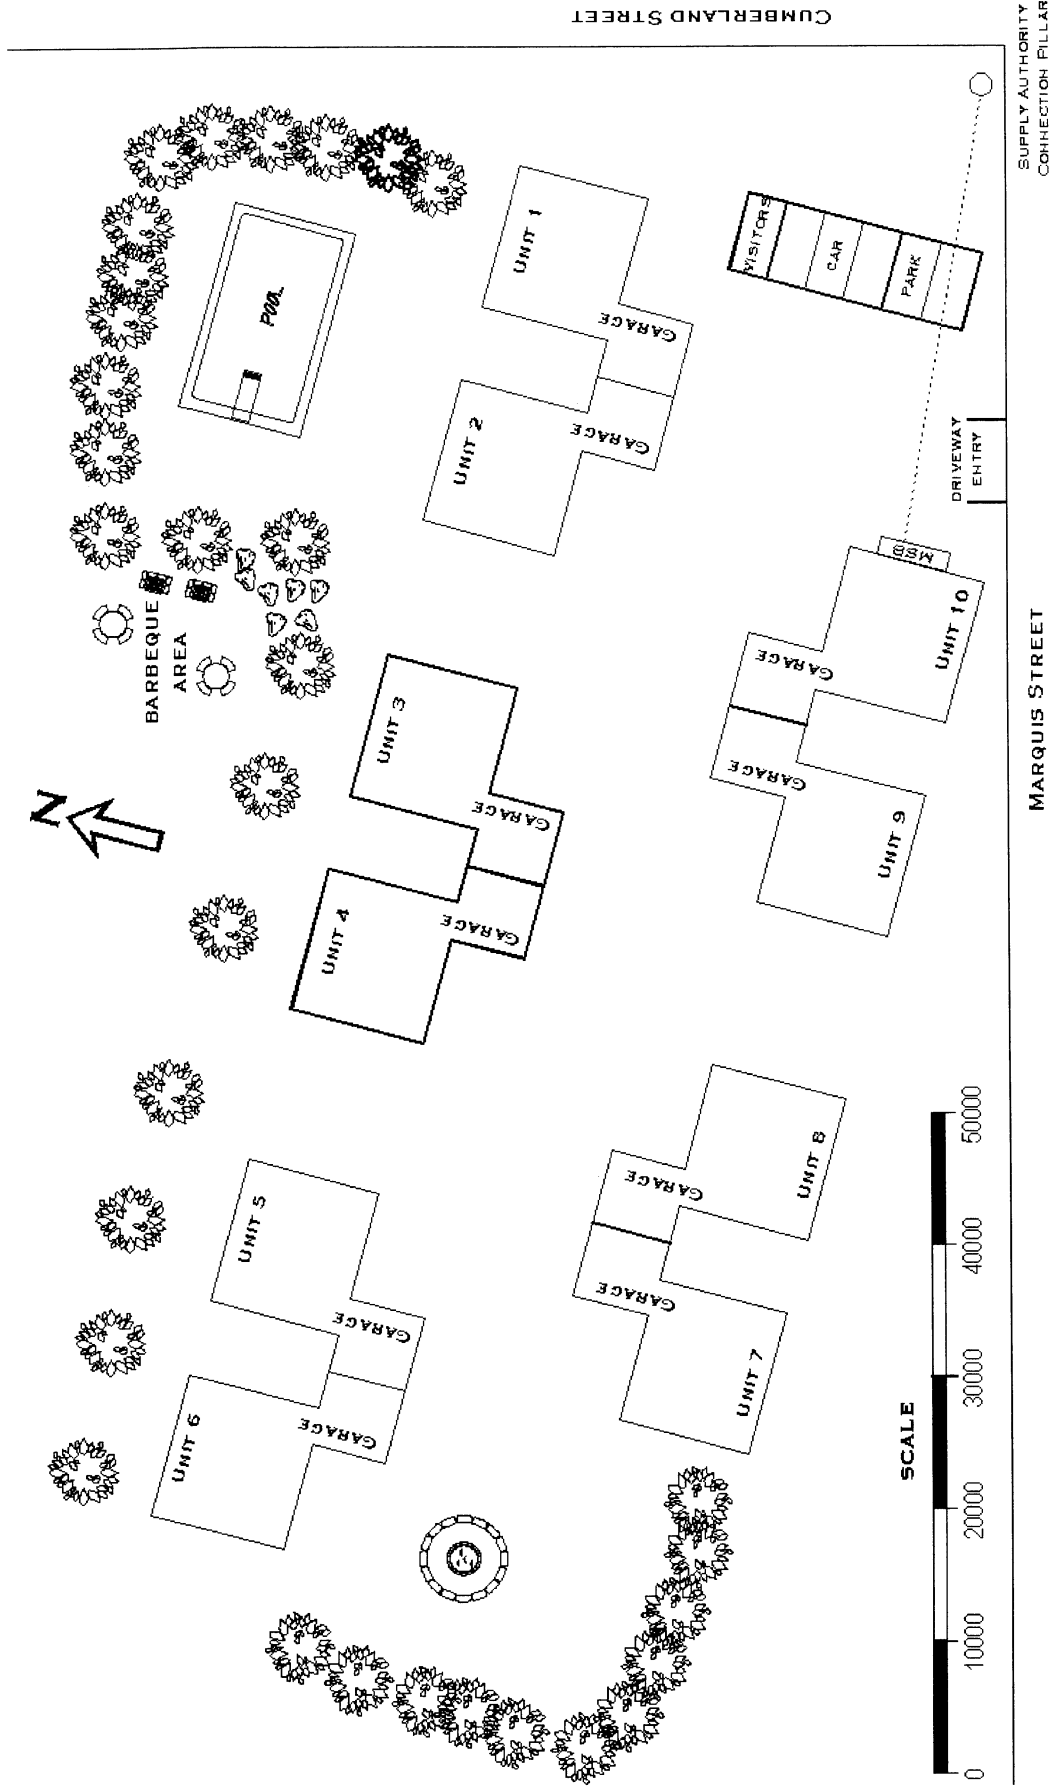 CUMBERLAND STREET
SUPPLY AUTHORITY
CONNECTION PILLAR
UNIT 1
GARAGE
POOL
VISITORS
CAR
PARK
UNIT 2
GARAGE
DRIVEWAY
ENTRY
MSB
BARBEQUE
AREA
UNIT 3
GARAGE
UNIT 10
GARAGE
MARQUIS STREET
N
UNIT 4
GARAGE
UNIT 9
GARAGE
UNIT 5
GARAGE
UNIT 8
GARAGE
UNIT 6
GARAGE
UNIT 7
GARAGE
SCALE
0 10000 20000 30000 40000 50000